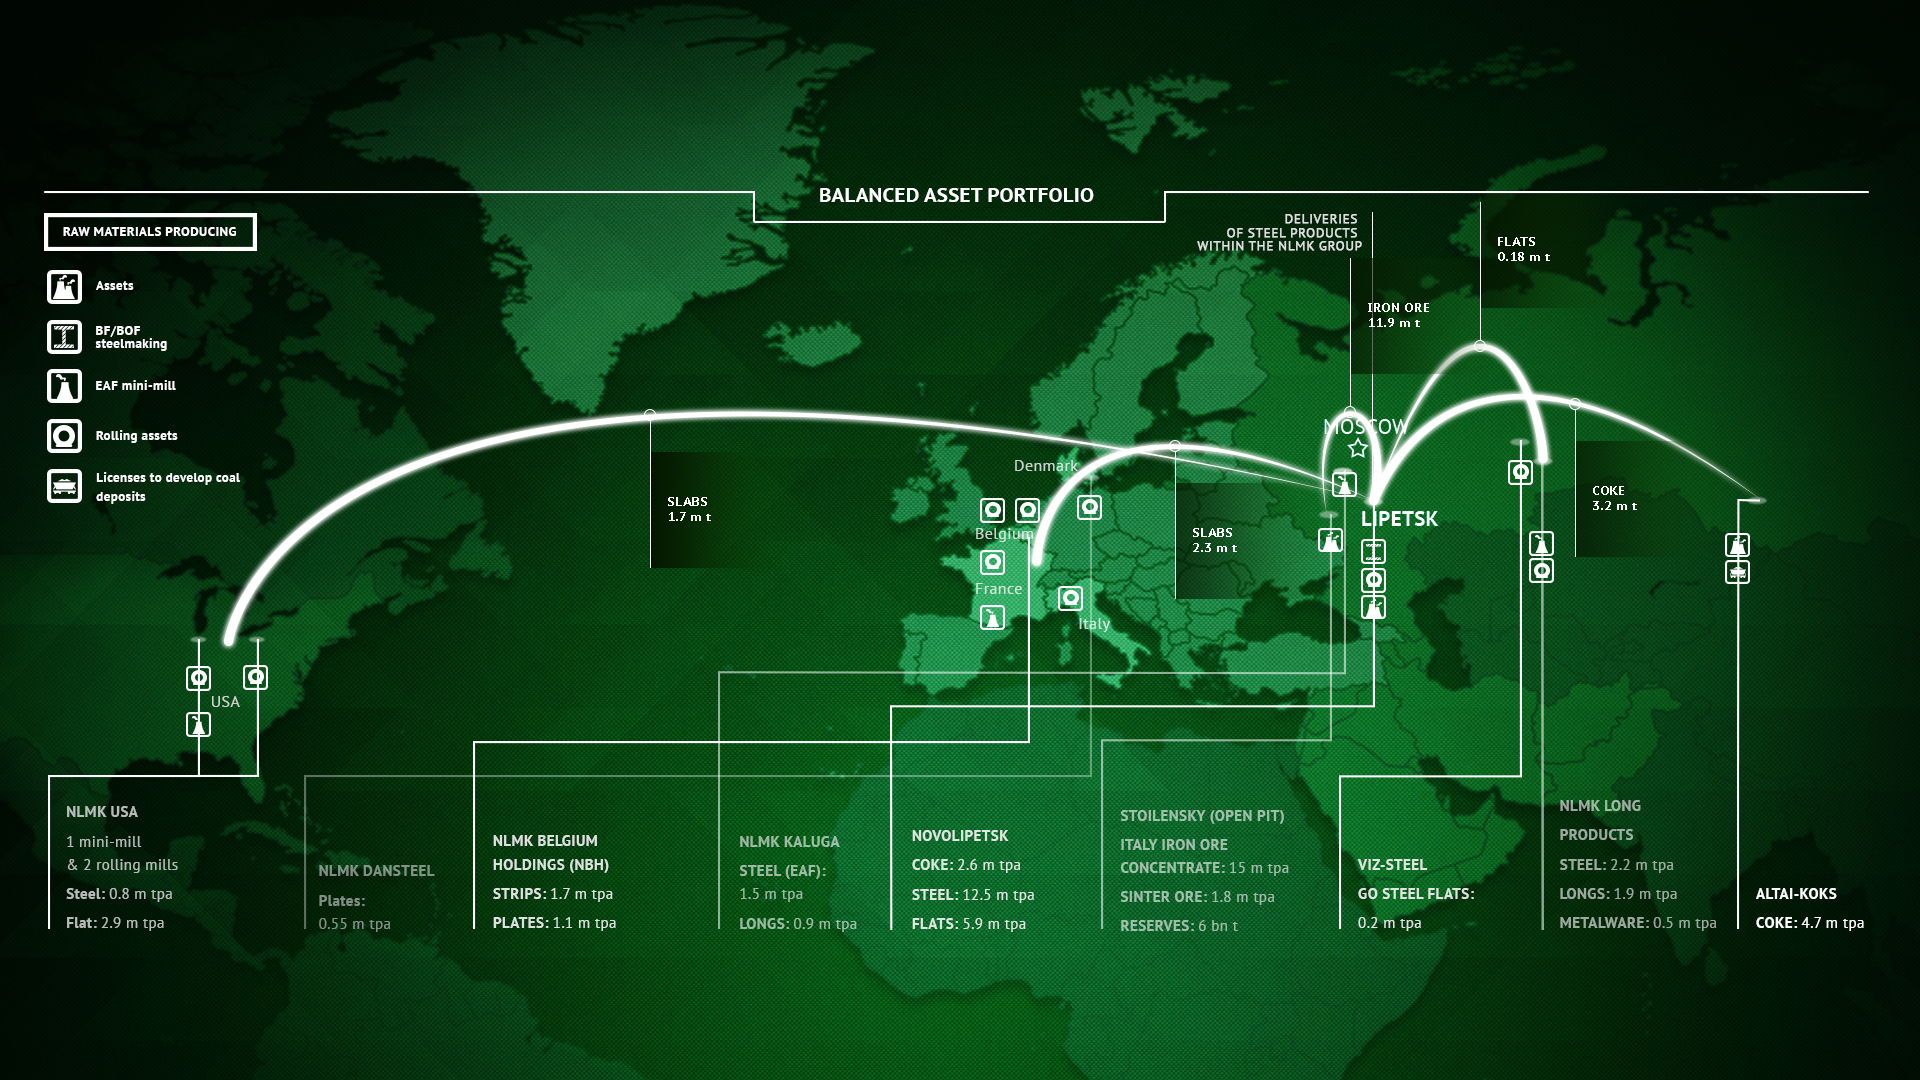 BALANCED ASSET PORTFOLIO
RAW MATERIALS PRODUCING
Assets
BF/BOF
steelmaking
EAF mini-mill
Rolling assets
Licenses to develop coal
deposits
DELIVERIES
OF STEEL PRODUCTS
WITHIN THE NLMK GROUP
FLATS
0.18 m t
IRON ORE
11.9 m t
MOSCOW
LIPETSK
SLABS
1.7 m t
SLABS
2.3 m t
COKE
3.2 m t
Denmark
Belgium
France
Italy
USA
NLMK USA
1 mini-mill
& 2 rolling mills
Steel: 0.8 m tpa
Flat: 2.9 m tpa
NLMK DANSTEEL
Plates:
0.55 m tpa
NLMK BELGIUM
HOLDINGS (NBH)
STRIPS: 1.7 m tpa
PLATES: 1.1 m tpa
NLMK KALUGA
STEEL (EAF):
1.5 m tpa
LONGS: 0.9 m tpa
NOVOLIPETSK
COKE: 2.6 m tpa
STEEL: 12.5 m tpa
FLATS: 5.9 m tpa
STOILENSKY (OPEN PIT)
ITALY IRON ORE
CONCENTRATE: 15 m tpa
SINTER ORE: 1.8 m tpa
RESERVES: 6 bn t
VIZ-STEEL
GO STEEL FLATS:
0.2 m tpa
NLMK LONG
PRODUCTS
STEEL: 2.2 m tpa
LONGS: 1.9 m tpa
METALWARE: 0.5 m tpa
ALTAI-KOKS
COKE: 4.7 m tpa